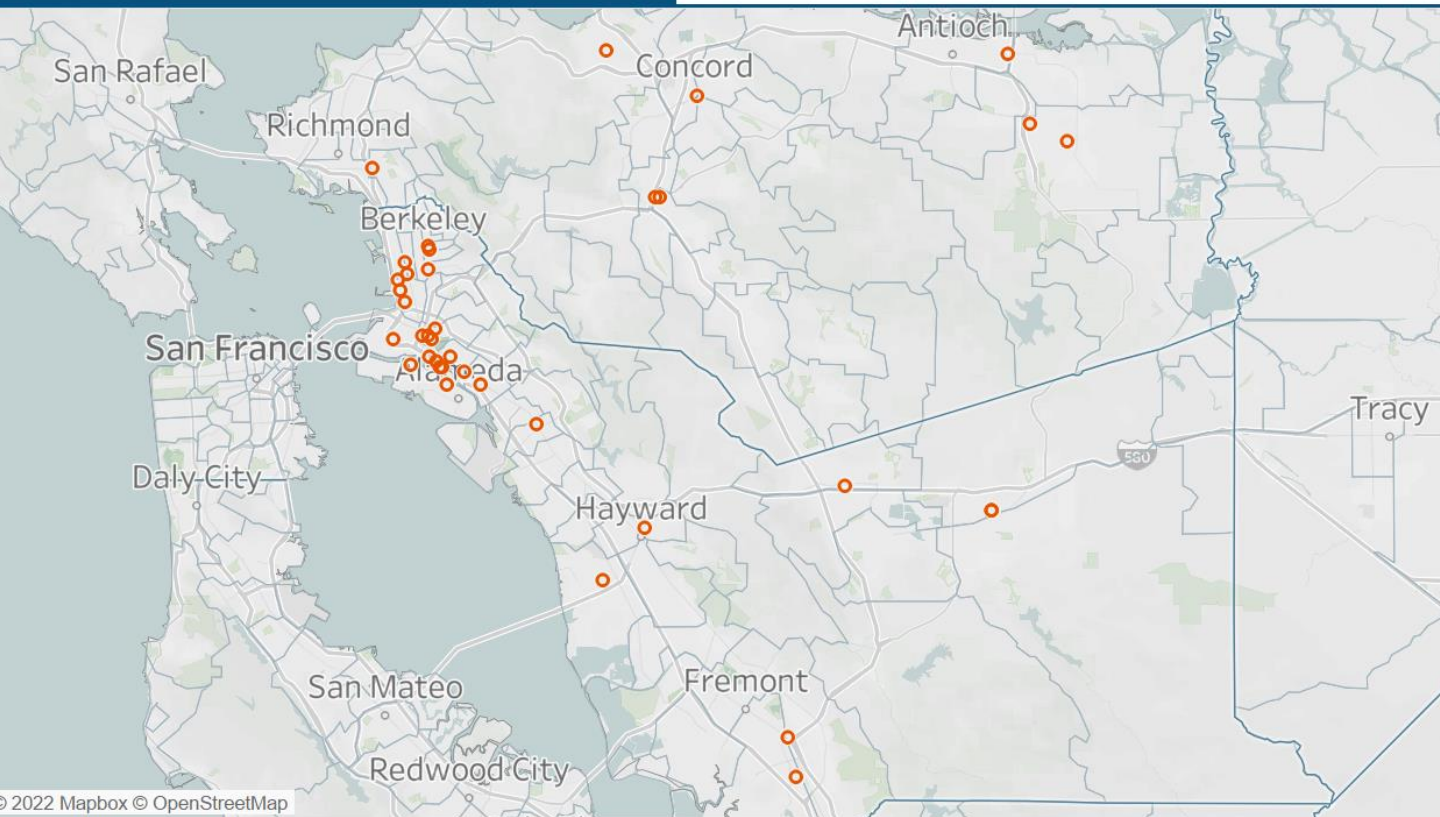 Antioch
San Rafael
Concord
Richmond
Berkeley
San Francisco
Alameda
Tracy
580
Daly City
Hayward
Fremont
San Mateo
Redwood City
© 2022 Mapbox © OpenStreetMap